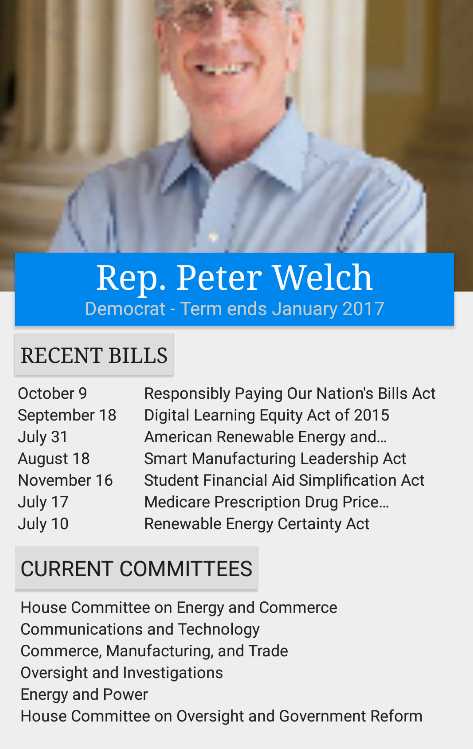 Rep. Peter Welch
Democrat - Term ends January 2017
RECENT BILLS
October 9 Responsibly Paying Our Nation's Bills Act
September 18 Digital Learning Equity Act of 2015
July 31 American Renewable Energy and...
August 18 Smart Manufacturing Leadership Act
November 16 Student Financial Aid Simplification Act
July 17 Medicare Prescription Drug Price...
July 10 Renewable Energy Certainty Act
CURRENT COMMITTEES
House Committee on Energy and Commerce
Communications and Technology
Commerce, Manufacturing, and Trade
Oversight and Investigations
Energy and Power
House Committee on Oversight and Government Reform